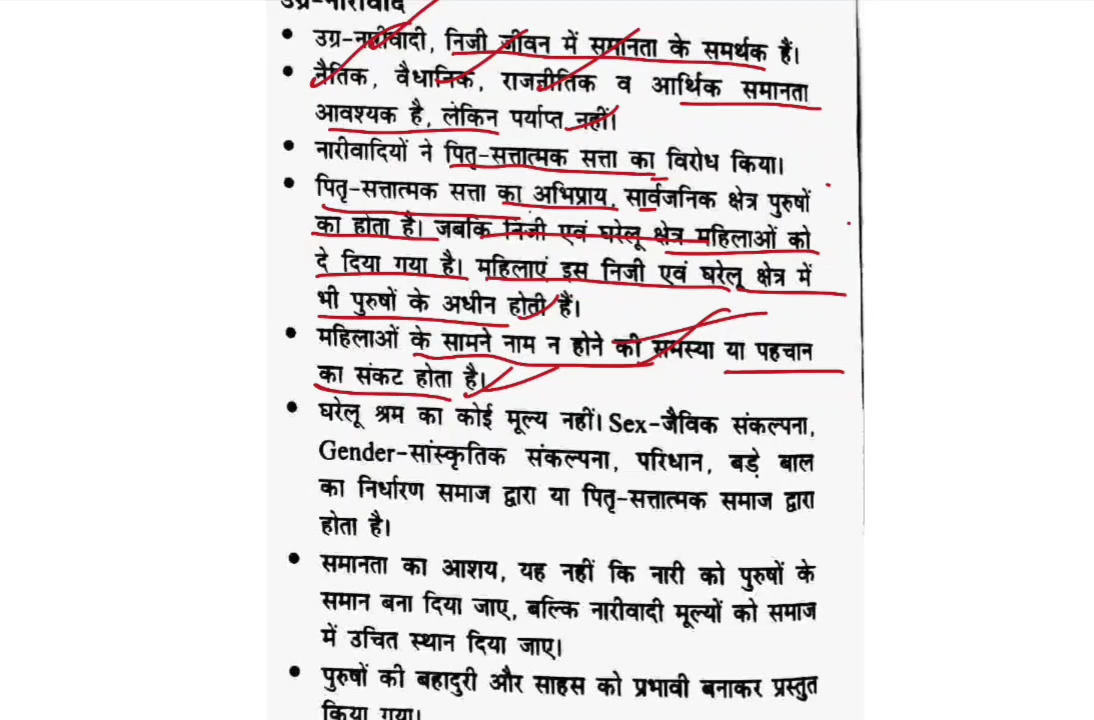 उग्र-नारीवाद
उग्र-नारीवादी, निजी जीवन में समानता के समर्थक हैं।
नैतिक, वैधानिक, राजनीतिक व आर्थिक समानता
आवश्यक है, लेकिन पर्याप्त नहीं।
नारीवादियों ने पितृ-सत्तात्मक सत्ता का विरोध किया।
पितृ-सत्तात्मक सत्ता का अभिप्राय, सार्वजनिक क्षेत्र पुरुषों
का होता है। जबकि निजी एवं घरेलू क्षेत्र महिलाओं को
दे दिया गया है। महिलाएं इस निजी एवं घरेलू क्षेत्र में
भी पुरुषों के अधीन होती हैं।
महिलाओं के सामने नाम न होने की समस्या या पहचान
का संकट होता है।
घरेलू श्रम का कोई मूल्य नहीं। Sex-जैविक संकल्पना,
Gender-सांस्कृतिक संकल्पना, परिधान, बड़े बाल
का निर्धारण समाज द्वारा या पितृ-सत्तात्मक समाज द्वारा
होता है।
समानता का आशय, यह नहीं कि नारी को पुरुषों के
समान बना दिया जाए, बल्कि नारीवादी मूल्यों को समाज
में उचित स्थान दिया जाए।
पुरुषों की बहादुरी और साहस को प्रभावी बनाकर प्रस्तुत
किया गया।